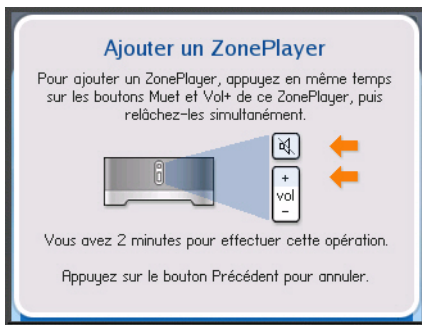 Ajouter un ZonePlayer
Pour ajouter un ZonePlayer, appuyez en même temps
sur les boutons Muet et Vol+ de ce ZonePlayer, puis
relâchez-les simultanément.
+
vol
–
Vous avez 2 minutes pour effectuer cette opération.
Appuyez sur le bouton Précédent pour annuler.